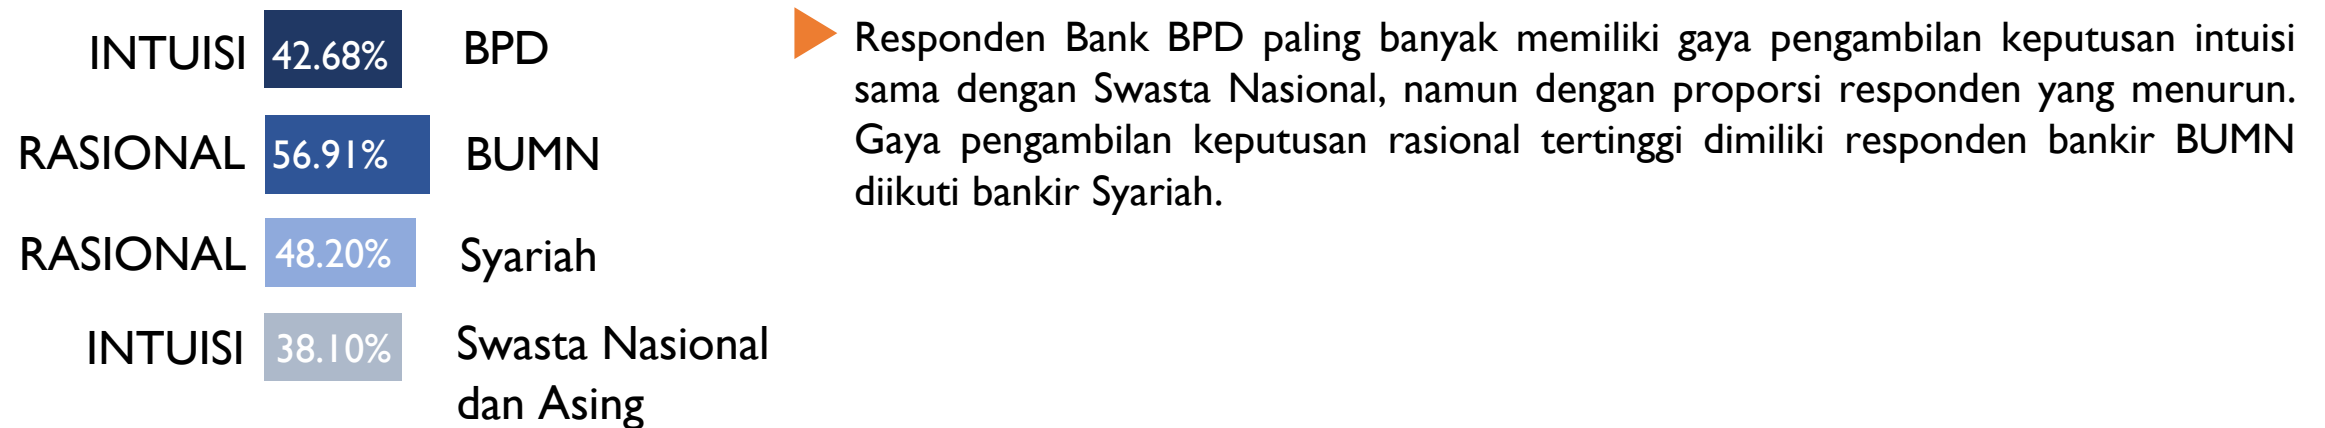 INTUISI 42.68% BPD
RASIONAL 56.91% BUMN
RASIONAL 48.20% Syariah
INTUISI 38.10% Swasta Nasional
dan Asing
Responden Bank BPD paling banyak memiliki gaya pengambilan keputusan intuisi
sama dengan Swasta Nasional, namun dengan proporsi responden yang menurun.
Gaya pengambilan keputusan rasional tertinggi dimiliki responden bankir BUMN
diikuti bankir Syariah.